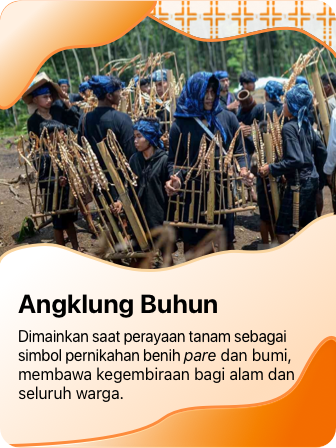 Angklung Buhun
Dimainkan saat perayaan tanam sebagai
simbol pernikahan benih pare dan bumi,
membawa kegembiraan bagi alam dan
seluruh warga.